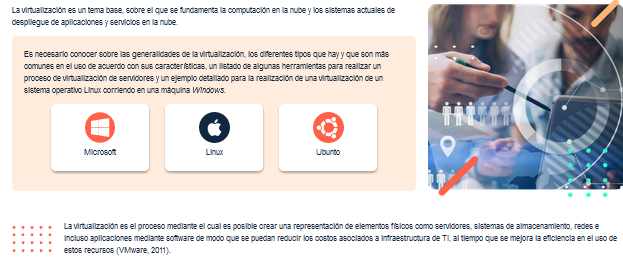 La virtualización es un tema base, sobre el que se fundamenta la computación en la nube y los sistemas actuales de
despliegue de aplicaciones y servicios en la nube.
Es necesario conocer sobre las generalidades de la virtualización, los diferentes tipos que hay y que son más
comunes en el uso de acuerdo con sus características, un listado de algunas herramientas para realizar un
proceso de virtualización de servidores y un ejemplo detallado para la realización de una virtualización de un
sistema operativo Linux corriendo en una máquina Windows.
Microsoft
Linux
Ubunto
La virtualización es el proceso mediante el cual es posible crear una representación de elementos físicos como servidores, sistemas de almacenamiento, redes e
incluso aplicaciones mediante software de modo que se puedan reducir los costos asociados a infraestructura de TI, al tiempo que se mejora la eficiencia en el uso de
estos recursos (VMware, 2011).